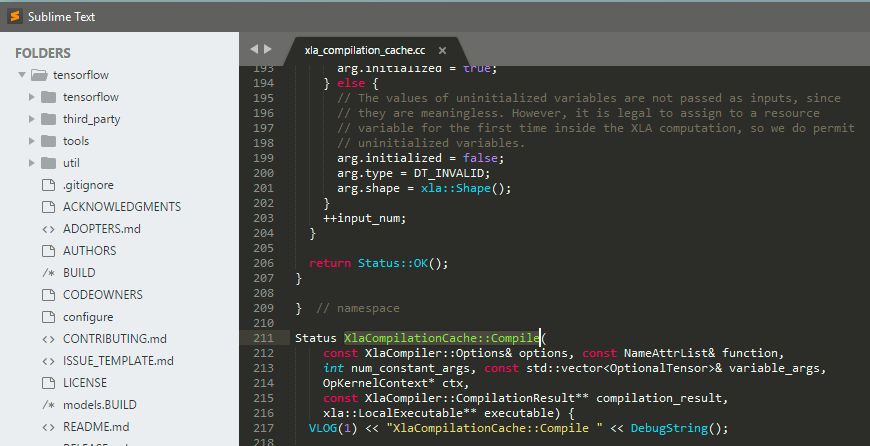 Sublime Text
FOLDERS
tensorflow
tensorflow
third_party
tools
util
.gitignore
ACKNOWLEDGMENTS
<> ADOPTERS.md
AUTHORS
/* BUILD
CODEOWNERS
configure
<> CONTRIBUTING.md
<> ISSUE_TEMPLATE.md
LICENSE
/* models.BUILD
<> README.md
RELEASE.md
xla_compilation_cache.cc ×
193 arg.initialized = true;
194 } else {
195 // The values of uninitialized variables are not passed as inputs, since
196 // they are meaningless. However, it is legal to assign to a resource
197 // variable for the first time inside the XLA computation, so we do permit
198 // uninitialized variables.
199 arg.initialized = false;
200 arg.type = DT_INVALID;
201 arg.shape = xla::Shape();
202 }
203 ++input_num;
204 }
205
206 return Status::OK();
207 }
208
209 } // namespace
210
211 Status XlaCompilationCache::Compile(
212 const XlaCompiler::Options& options, const NameAttrList& function,
213 int num_constant_args, const std::vector<OptionalTensor>& variable_args,
214 OpKernelContext* ctx,
215 const XlaCompiler::CompilationResult** compilation_result,
216 xla::LocalExecutable** executable) {
217 VLOG(1) << "XlaCompilationCache::Compile " << DebugString();
218